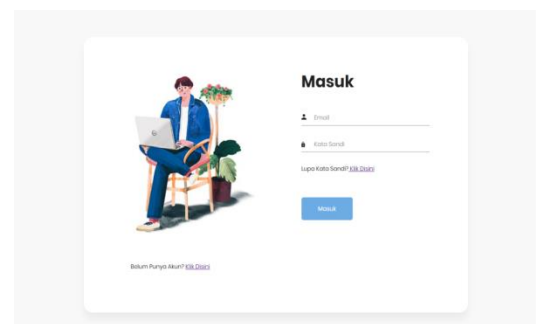 Masuk
Email
Kata Sandi
Lupa Kata Sandi? Klik Disini
Masuk
Belum Punya Akun? Klik Disini